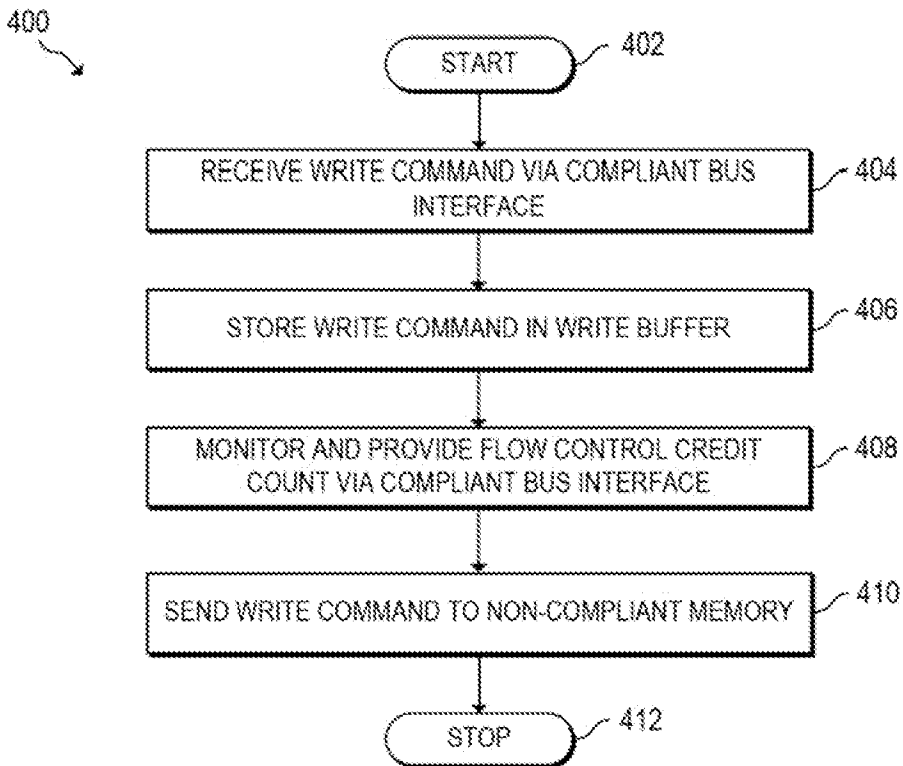 400
START
402
RECEIVE WRITE COMMAND VIA COMPLIANT BUS
INTERFACE
404
STORE WRITE COMMAND IN WRITE BUFFER
406
MONITOR AND PROVIDE FLOW CONTROL CREDIT
COUNT VIA COMPLIANT BUS INTERFACE
408
SEND WRITE COMMAND TO NON-COMPLIANT MEMORY
410
STOP
412